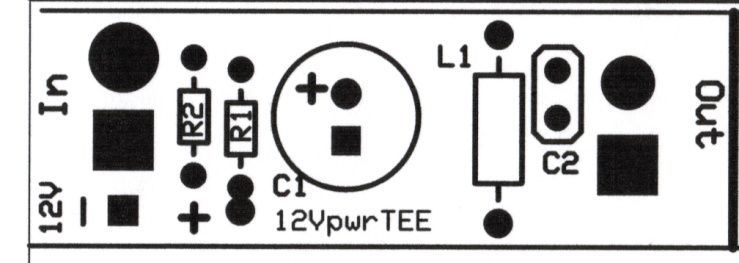 In
12V
−
+
R2
R1
+
C1
12VpwrTEE
L1
C2
Out